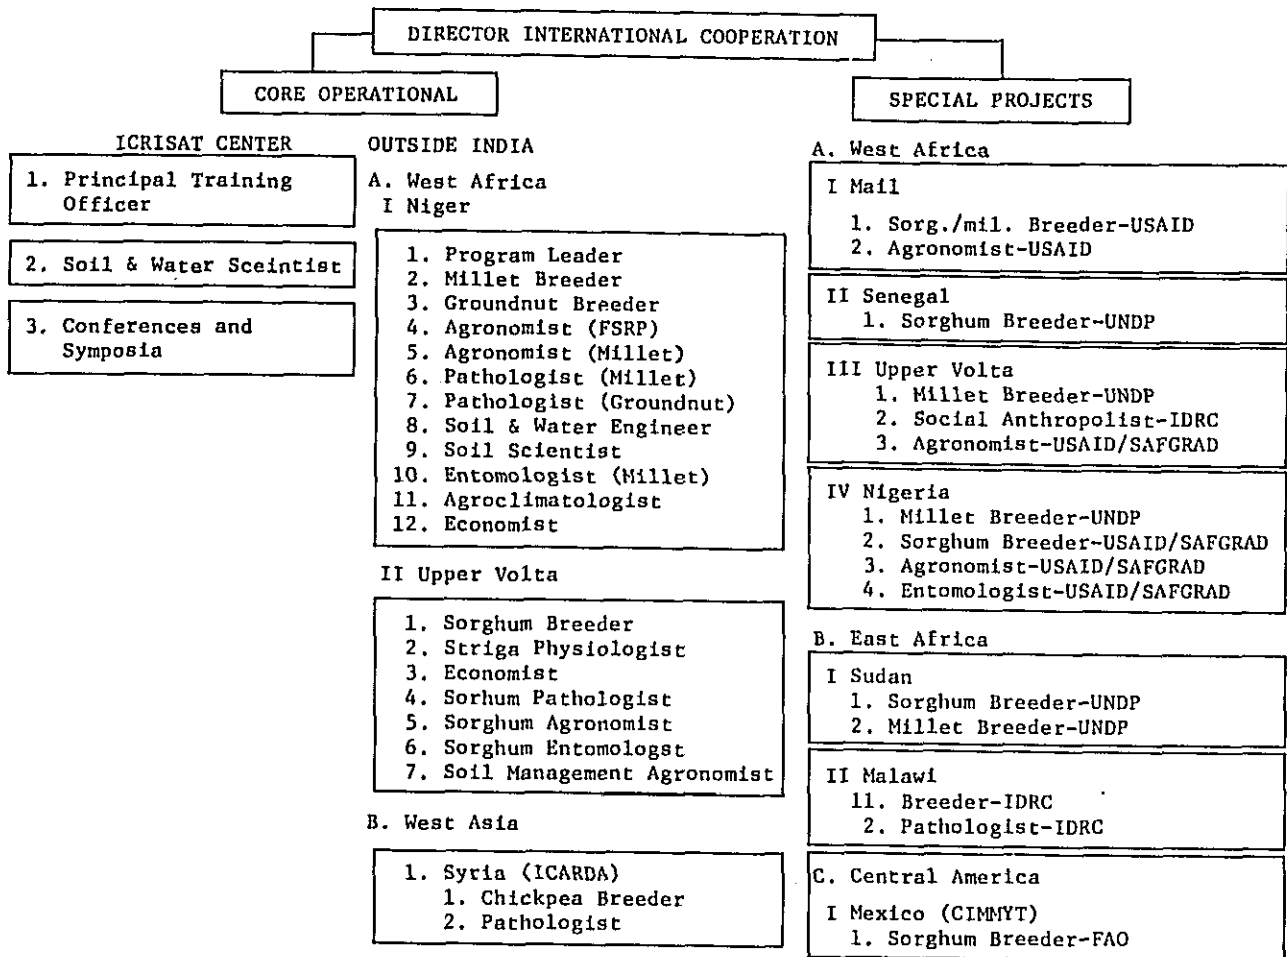 DIRECTOR INTERNATIONAL COOPERATION
CORE OPERATIONAL
SPECIAL PROJECTS
ICRISAT CENTER
1. Principal Training
Officer
2. Soil & Water Sceintist
3. Conferences and
Symposia
OUTSIDE INDIA
A. West Africa
I Niger
1. Program Leader
2. Millet Breeder
3. Groundnut Breeder
4. Agronomist (FSRP)
5. Agronomist (Millet)
6. Pathologist (Millet)
7. Pathologist (Groundnut)
8. Soil & Water Engineer
9. Soil Scientist
10. Entomologist (Millet)
11. Agroclimatologist
12. Economist
II Upper Volta
1. Sorghum Breeder
2. Striga Physiologist
3. Economist
4. Sorhum Pathologist
5. Sorghum Agronomist
6. Sorghum Entomologst
7. Soil Management Agronomist
B. West Asia
1. Syria (ICARDA)
1. Chickpea Breeder
2. Pathologist
A. West Africa
I Mail
1. Sorg./mil. Breeder-USAID
2. Agronomist-USAID
II Senegal
1. Sorghum Breeder-UNDP
III Upper Volta
1. Millet Breeder-UNDP
2. Social Anthropolist-IDRC
3. Agronomist-USAID/SAFGRAD
IV Nigeria
1. Millet Breeder-UNDP
2. Sorghum Breeder-USAID/SAFGRAD
3. Agronomist-USAID/SAFGRAD
4. Entomologist-USAID/SAFGRAD
B. East Africa
I Sudan
1. Sorghum Breeder-UNDP
2. Millet Breeder-UNDP
II Malawi
11. Breeder-IDRC
2. Pathologist-IDRC
C. Central America
I Mexico (CIMMYT)
1. Sorghum Breeder-FAO